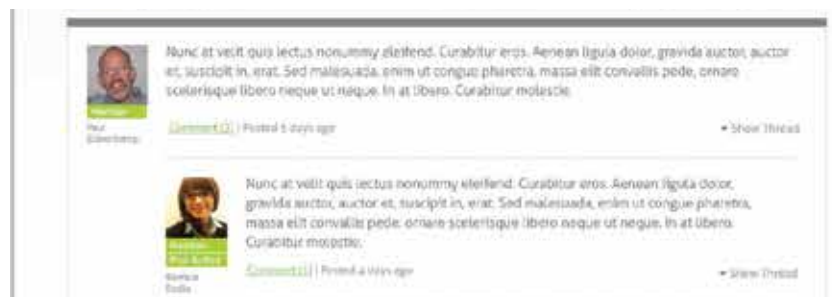 Nunc at velit quis lectus nonummy eleifend. Curabitur eros. Aenean ligula dolor, gravida auctor, auctor
et, suscipit in, erat. Sed malesuada, enim ut congue pharetra, massa elit convallis pede, ornare
scelerisque libero neque ut neque. In at libero. Curabitur molestie.
Member
Paul
Comment (2) | Posted 5 days ago
Show Thread
Nunc at velit quis lectus nonummy eleifend. Curabitur eros. Aenean ligula dolor,
gravida auctor, auctor et, suscipit in, erat. Sed malesuada, enim ut congue pharetra,
massa elit convallis pede, ornare scelerisque libero neque ut neque. In at libero.
Curabitur molestie.
Member
Comment (1) | Posted 4 days ago
Show Thread